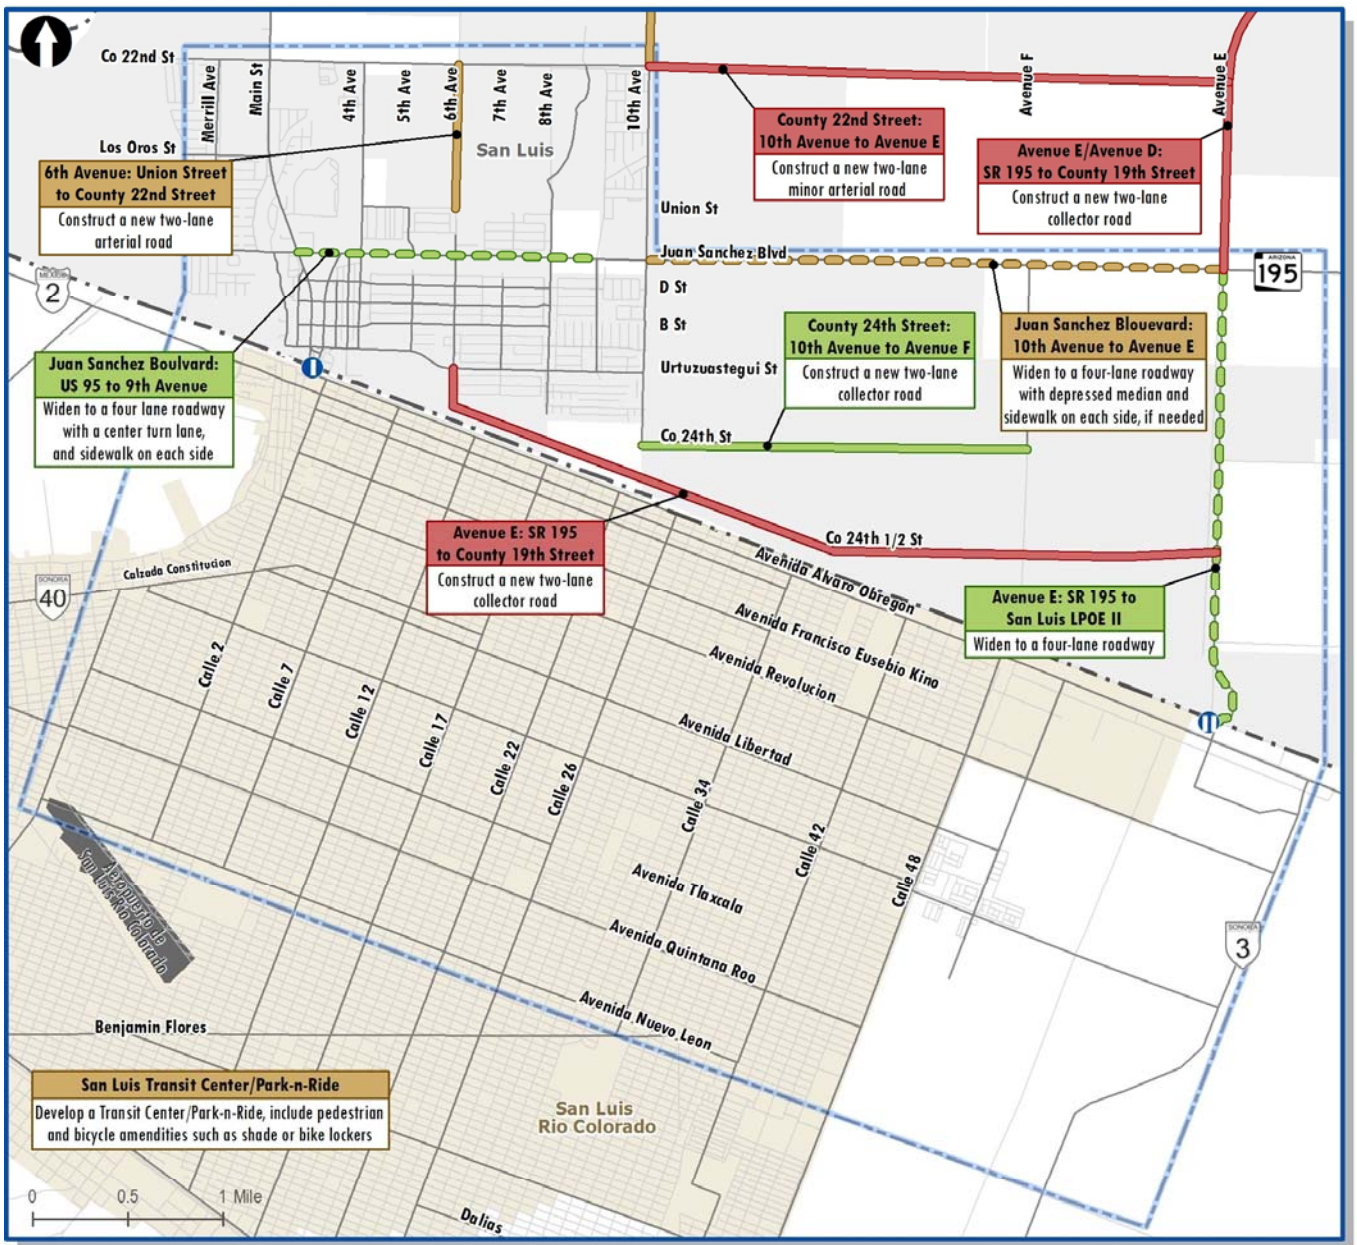 Co 22nd St
Merrill Ave
Main St
4th Ave
5th Ave
6th Ave
7th Ave
8th Ave
10th Ave
Avenue F
Avenue E
Los Oros St
San Luis
6th Avenue: Union Street
to County 22nd Street
Construct a new two-lane
arterial road
County 22nd Street:
10th Avenue to Avenue E
Construct a new two-lane
minor arterial road
Avenue E/Avenue D:
SR 195 to County 19th Street
Construct a new two-lane
collector road
Union St
Juan Sanchez Blvd
ARIZONA
195
MEXICO
2
D St
B St
Urtuzuastegui St
Co 24th St
County 24th Street:
10th Avenue to Avenue F
Construct a new two-lane
collector road
Juan Sanchez Blouevard:
10th Avenue to Avenue E
Widen to a four-lane roadway
with depressed median and
sidewalk on each side, if needed
Juan Sanchez Boulvard:
US 95 to 9th Avenue
Widen to a four lane roadway
with a center turn lane,
and sidewalk on each side
I
Avenue E: SR 195
to County 19th Street
Construct a new two-lane
collector road
Co 24th 1/2 St
Avenue E: SR 195 to
San Luis LPOE II
Widen to a four-lane roadway
II
SONORA
40
Calzada Constitucion
Avenida Alvaro Obregon
Avenida Francisco Eusebio Kino
Avenida Revolucion
Avenida Libertad
Calle 2
Calle 7
Calle 12
Calle 17
Calle 22
Calle 26
Calle 34
Calle 42
Calle 48
Avenida Tlaxcala
Avenida Quintana Roo
Avenida Nuevo Leon
SONORA
3
Aeropuerto de
San Luis Rio Colorado
Benjamin Flores
San Luis
Rio Colorado
San Luis Transit Center/Park-n-Ride
Develop a Transit Center/Park-n-Ride, include pedestrian
and bicycle amendities such as shade or bike lockers
0 0.5 1 Mile
Dalias